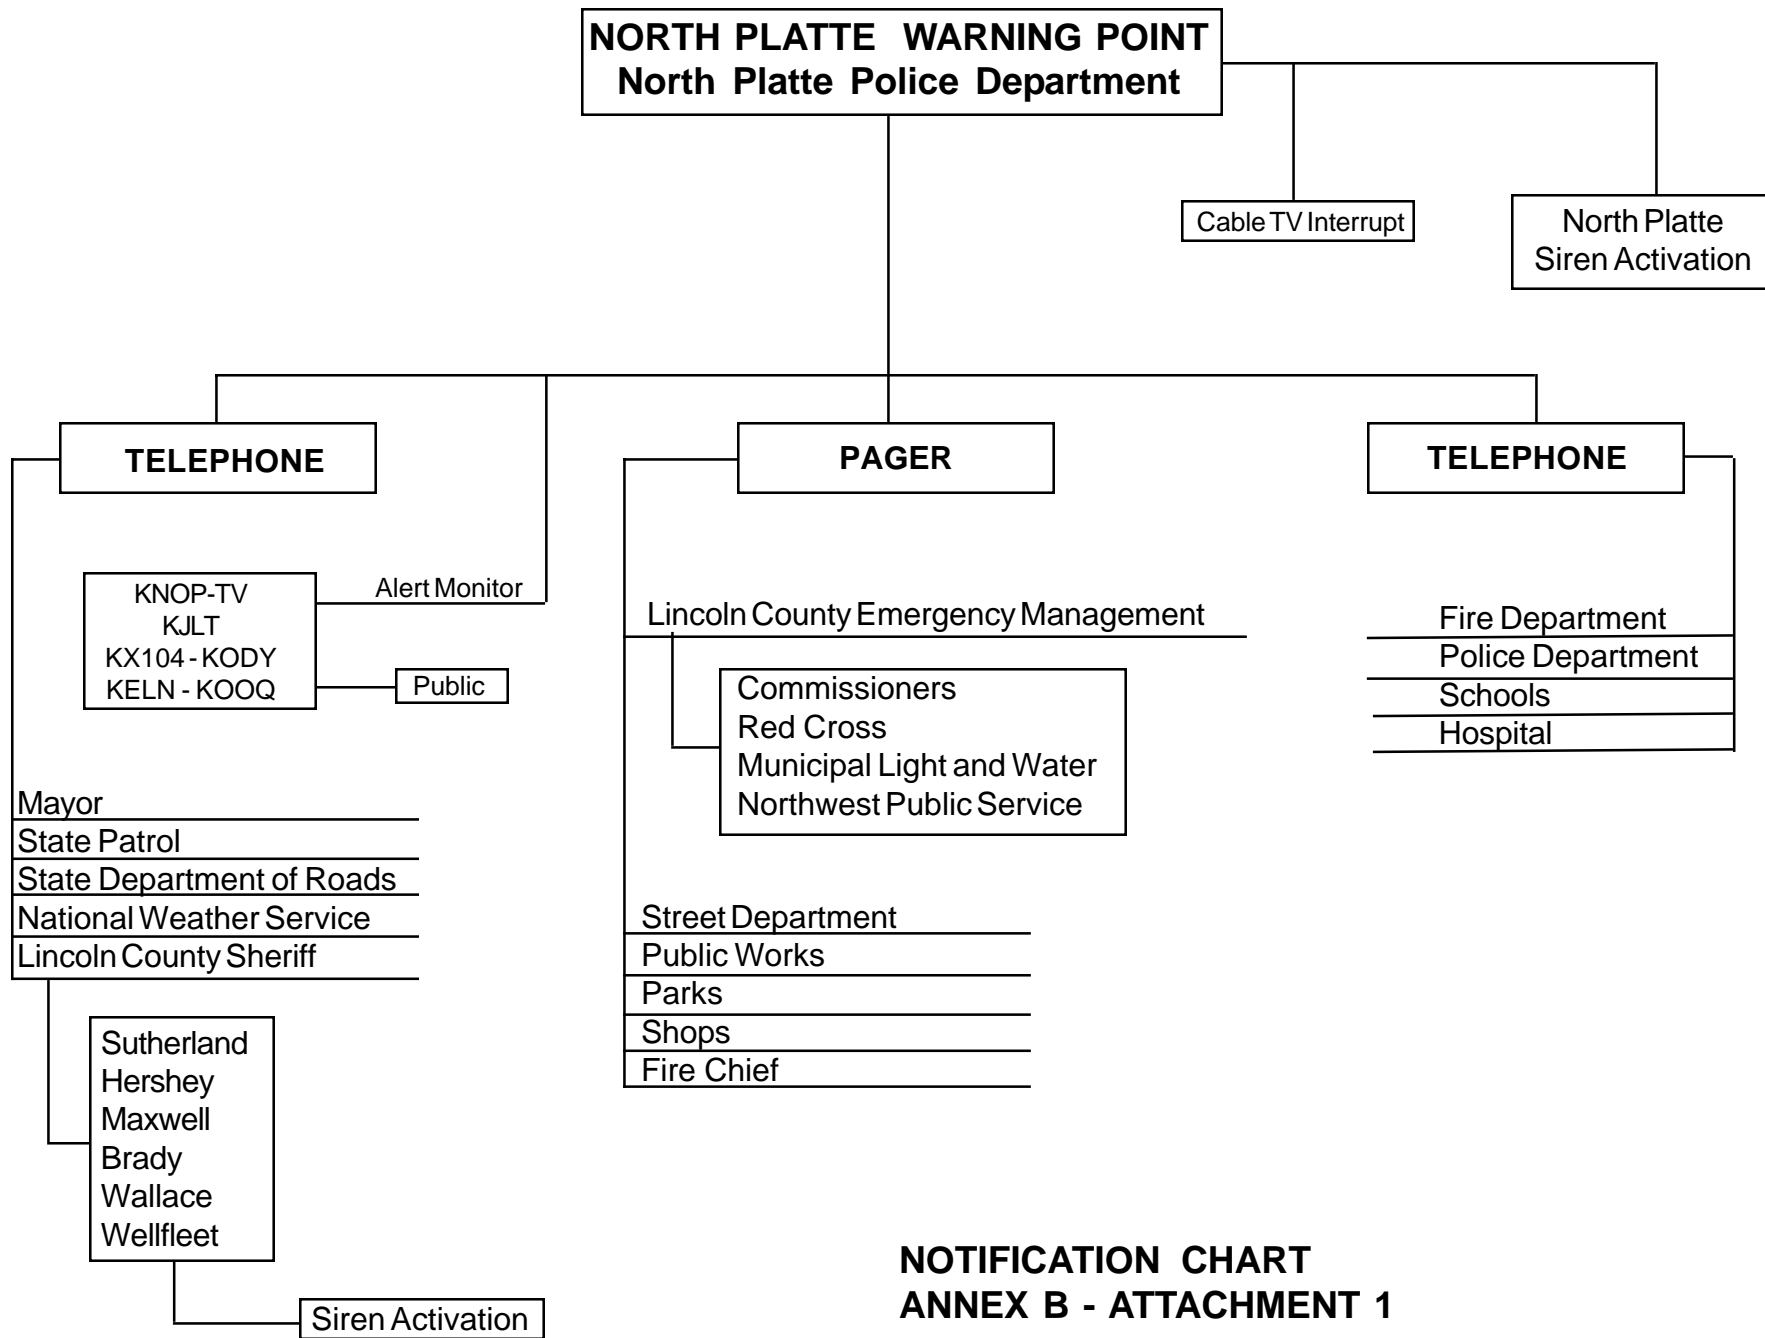 NORTH PLATTE WARNING POINT
North Platte Police Department
Cable TV Interrupt
North Platte
Siren Activation
TELEPHONE
PAGER
TELEPHONE
KNOP-TV
KJLT
KX104 - KODY
KELN - KOOQ
Alert Monitor
Public
Mayor
State Patrol
State Department of Roads
National Weather Service
Lincoln County Sheriff
Sutherland
Hershey
Maxwell
Brady
Wallace
Wellfleet
Siren Activation
Lincoln County Emergency Management
Commissioners
Red Cross
Municipal Light and Water
Northwest Public Service
Street Department
Public Works
Parks
Shops
Fire Chief
Fire Department
Police Department
Schools
Hospital
NOTIFICATION CHART
ANNEX B - ATTACHMENT 1